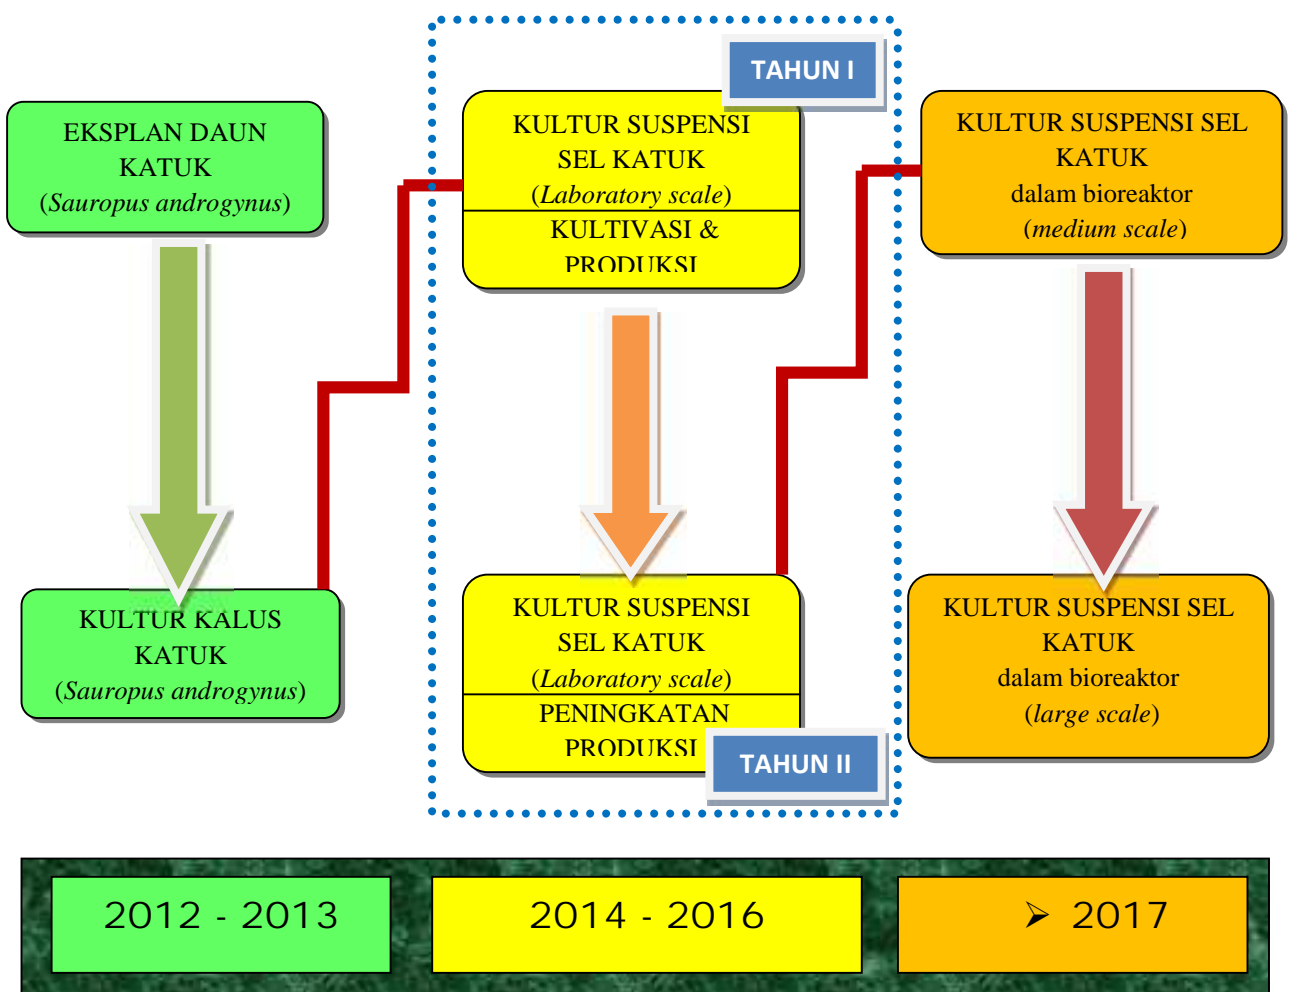 EKSPLAN DAUN
KATUK
(Sauropus androgynus)
KULTUR KALUS
KATUK
(Sauropus androgynus)
TAHUN I
KULTUR SUSPENSI
SEL KATUK
(Laboratory scale)
KULTIVASI &
PRODUKSI
KULTUR SUSPENSI
SEL KATUK
(Laboratory scale)
PENINGKATAN
PRODUKSI
TAHUN II
KULTUR SUSPENSI SEL
KATUK
dalam bioreaktor
(medium scale)
KULTUR SUSPENSI SEL
KATUK
dalam bioreaktor
(large scale)
2012 - 2013
2014 - 2016
➢ 2017